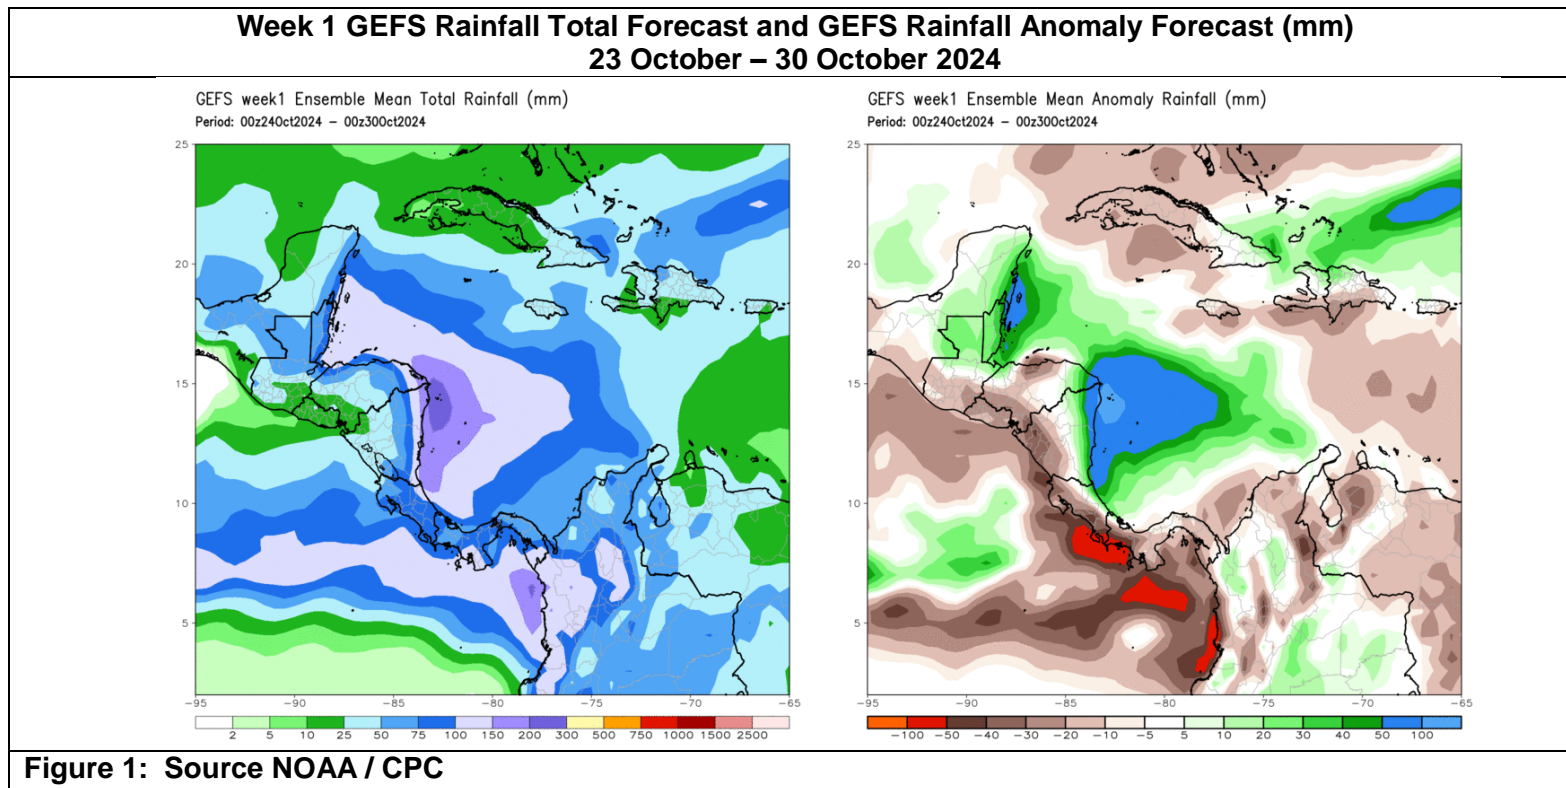 Week 1 GEFS Rainfall Total Forecast and GEFS Rainfall Anomaly Forecast (mm)
23 October – 30 October 2024
GEFS week1 Ensemble Mean Total Rainfall (mm)
Period: 00z24Oct2024 – 00z30Oct2024
25
20
15
10
5
−95
−90
−85
−80
−75
−70
−65
2 5 10 25 50 75 100 150 200 300 500 750 1000 1500 2500
GEFS week1 Ensemble Mean Anomaly Rainfall (mm)
Period: 00z24Oct2024 – 00z30Oct2024
25
20
15
10
5
−95
−90
−85
−80
−75
−70
−65
−100 −50 −40 −30 −20 −10 −5 5 10 20 30 40 50 100
Figure 1: Source NOAA / CPC